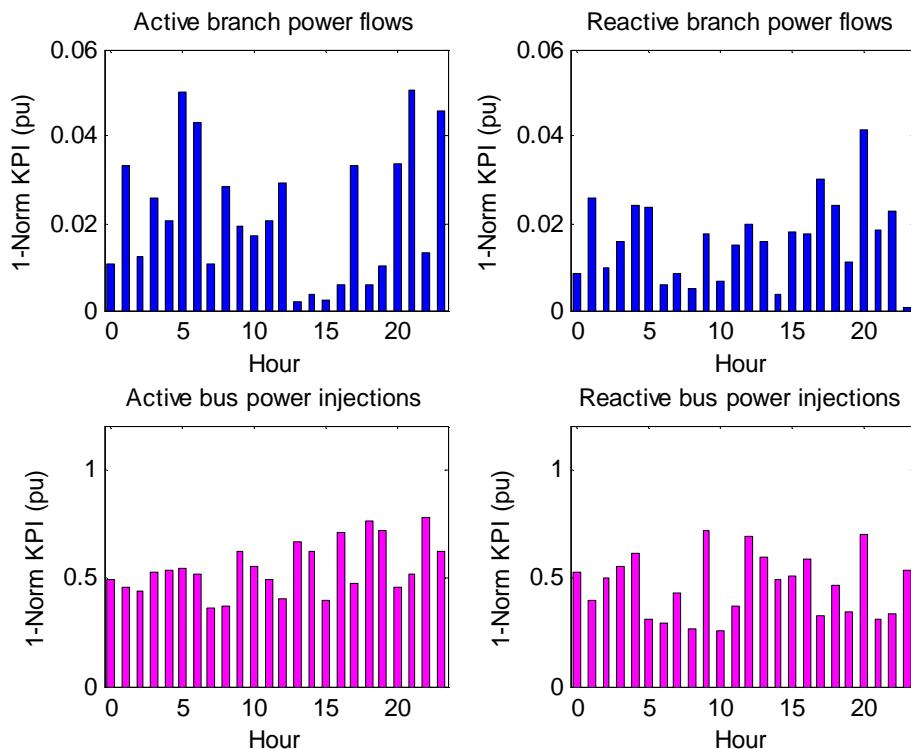 Active branch power flows
1-Norm KPI (pu)
0.06
0.04
0.02
0
0 5 10 15 20
Hour
Reactive branch power flows
1-Norm KPI (pu)
0.06
0.04
0.02
0
0 5 10 15 20
Hour
Active bus power injections
1-Norm KPI (pu)
1
0.5
0
0 5 10 15 20
Hour
Reactive bus power injections
1-Norm KPI (pu)
1
0.5
0
0 5 10 15 20
Hour